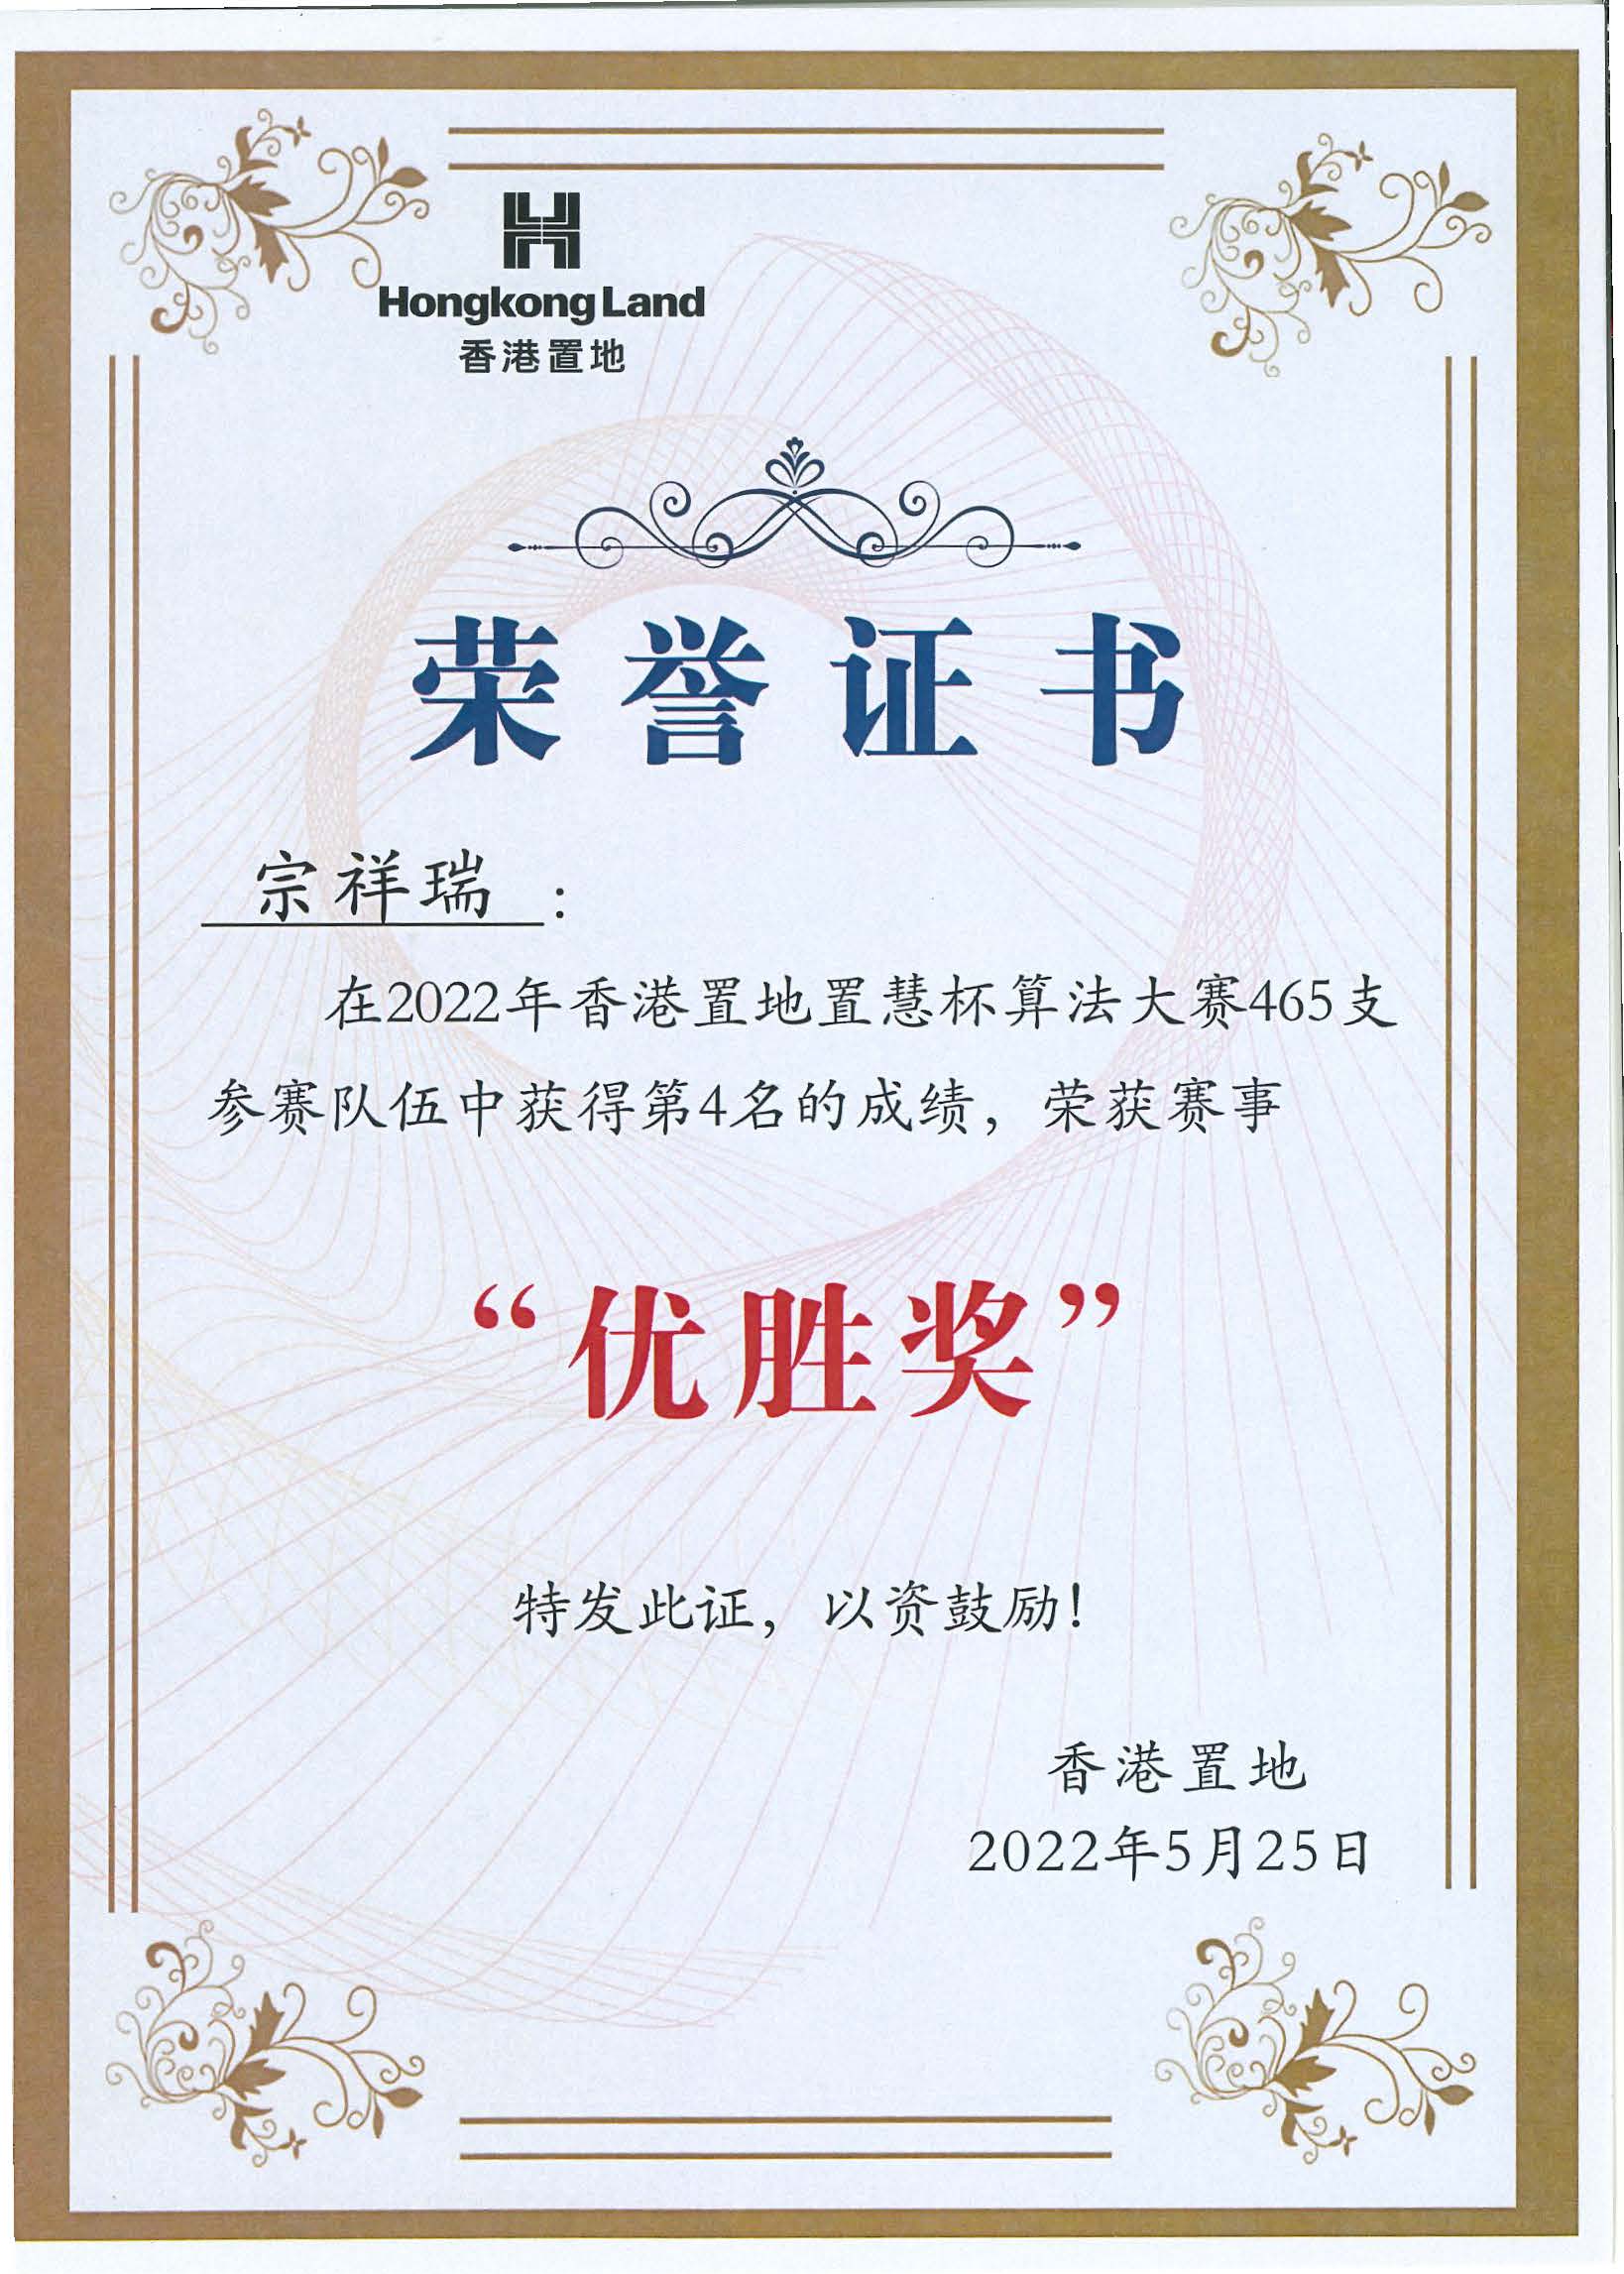 Hongkong Land
香港置地
荣誉证书
宗祥瑞：
在2022年香港置地置慧杯算法大赛465支
参赛队伍中获得第4名的成绩，荣获赛事
“优胜奖”
特发此证，以资鼓励！
香港置地
2022年5月25日